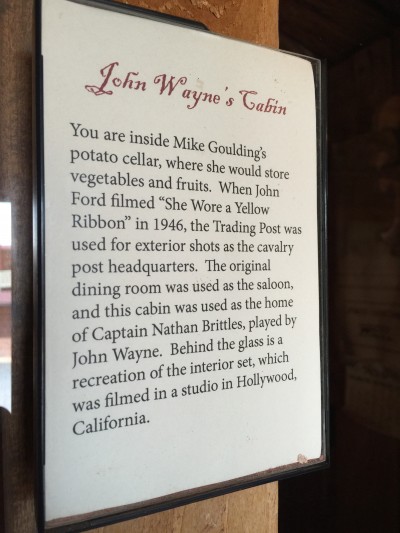 John Wayne's Cabin
You are inside Mike Goulding's
potato cellar, where she would store
vegetables and fruits. When John
Ford filmed “She Wore a Yellow
Ribbon” in 1946, the Trading Post was
used for exterior shots as the cavalry
post headquarters. The original
dining room was used as the saloon,
and this cabin was used as the home
of Captain Nathan Brittles, played by
John Wayne. Behind the glass is a
recreation of the interior set, which
was filmed in a studio in Hollywood,
California.